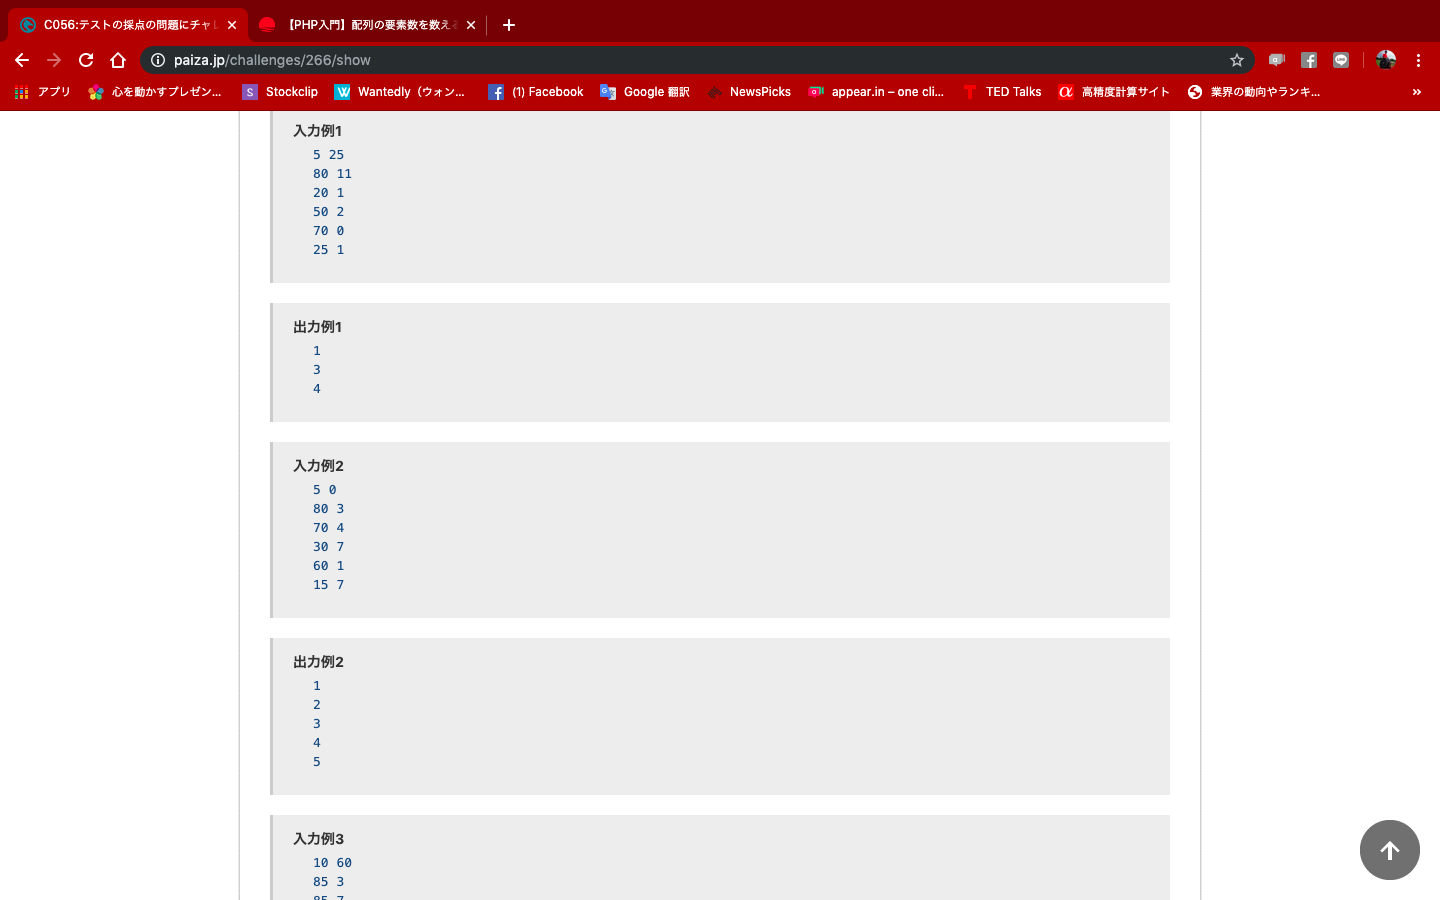 C056:テストの採点の問題にチャレ
【PHP入門】配列の要素数を数え
paiza.jp/challenges/266/show
アプリ
心を動かすプレゼン...
Stockclip
Wantedly（ウォン...
(1) Facebook
Google 翻訳
NewsPicks
appear.in – one cli...
TED Talks
高精度計算サイト
業界の動向やランキ...
»
入力例1
5 25
80 11
20 1
50 2
70 0
25 1
出力例1
1
3
4
入力例2
5 0
80 3
70 4
30 7
60 1
15 7
出力例2
1
2
3
4
5
入力例3
10 60
85 3
85 7